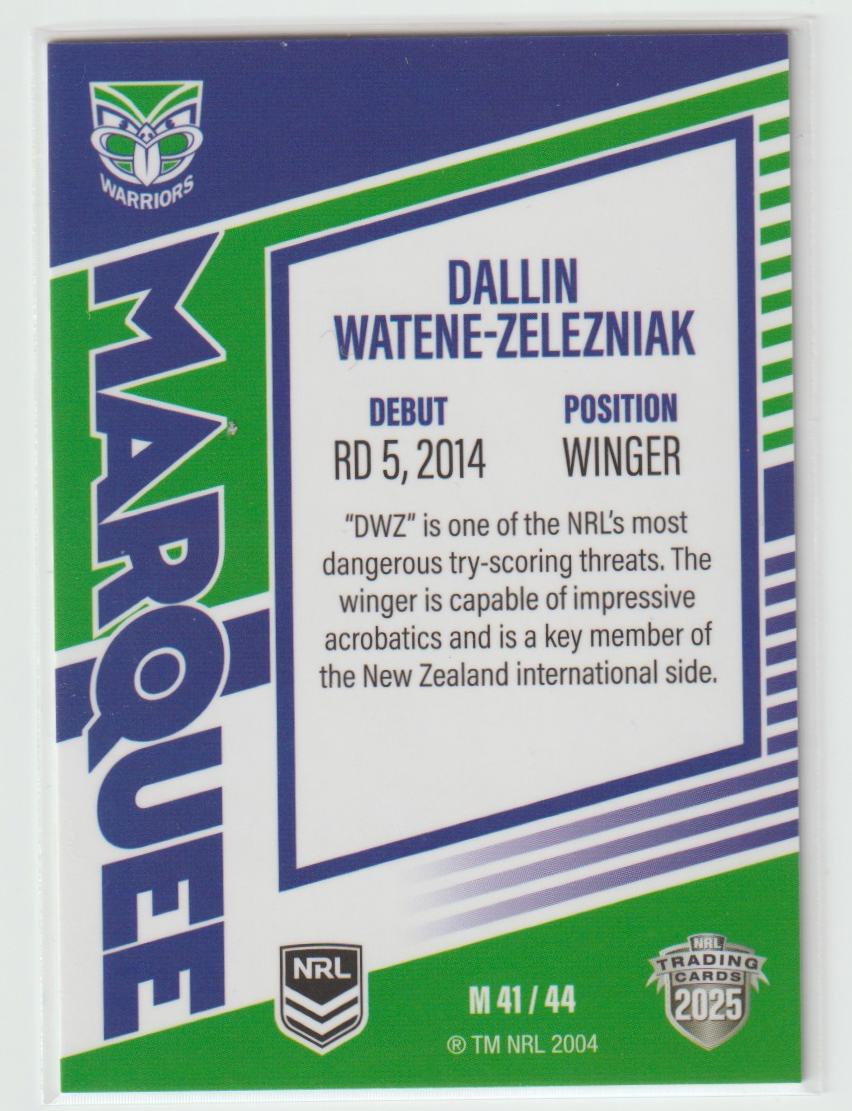 WARRIORS
MARQUEE
DALLIN
WATENE-ZELEZNIAK
DEBUT
RD 5, 2014
POSITION
WINGER
“DWZ” is one of the NRL’s most
dangerous try-scoring threats. The
winger is capable of impressive
acrobatics and is a key member of
the New Zealand international side.
NRL
M 41 / 44
® TM NRL 2004
NRL
TRADING
CARDS
2025